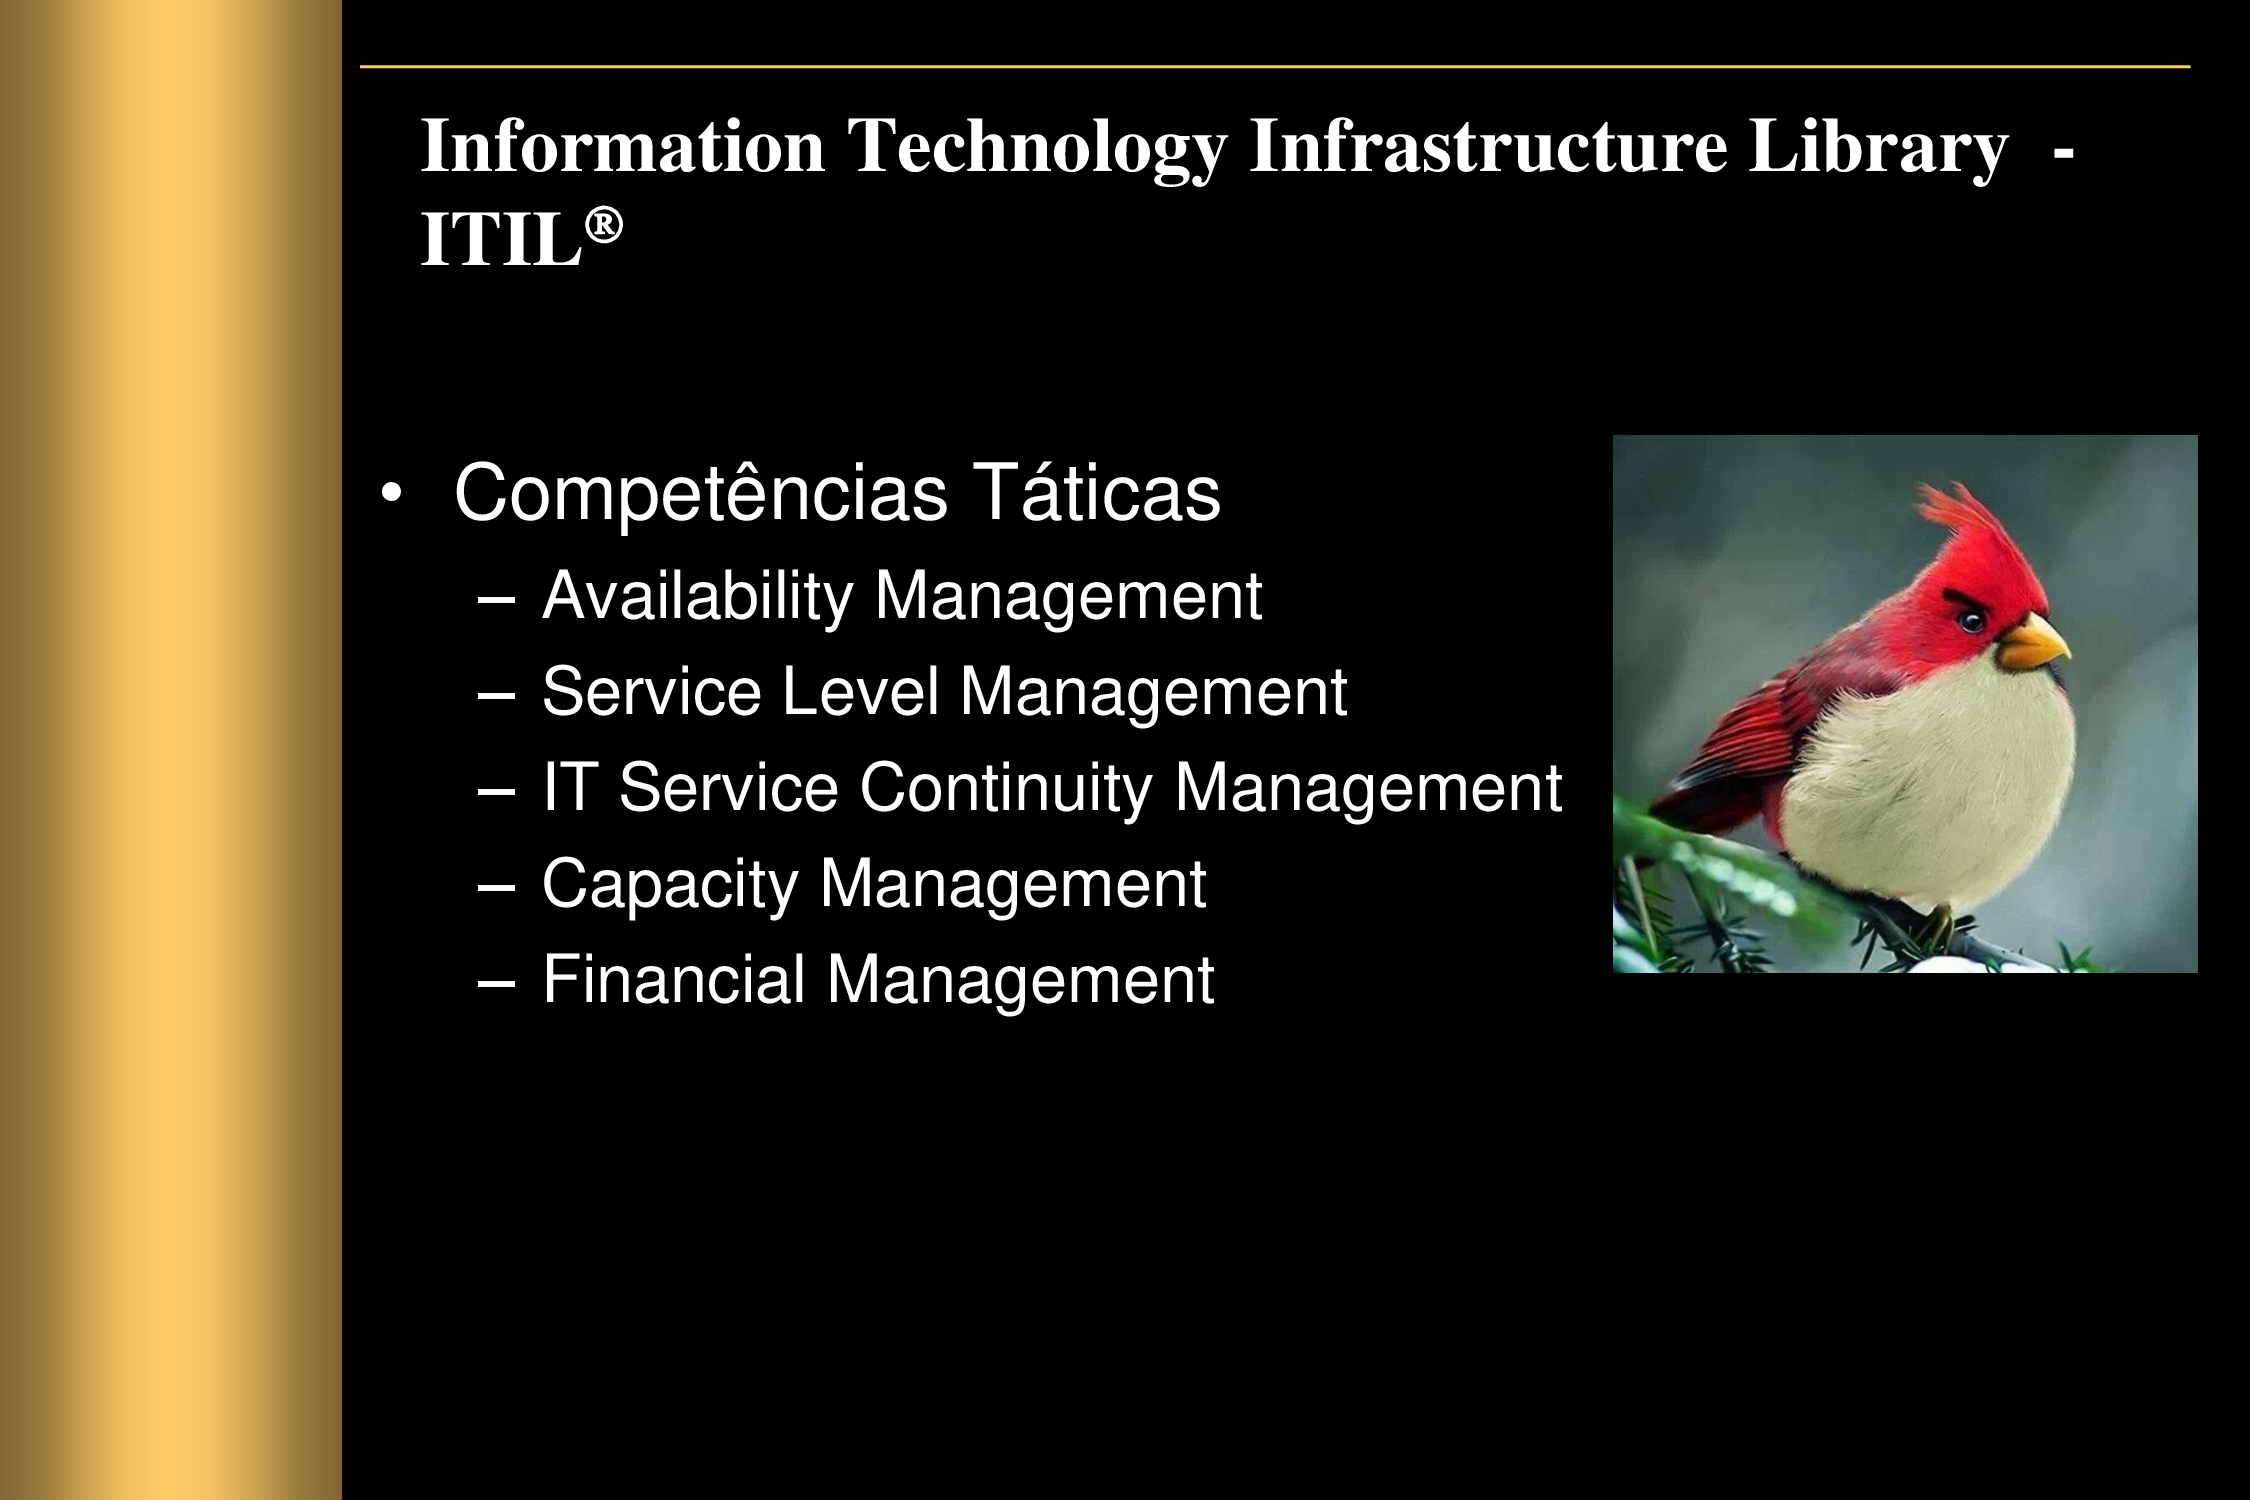 Information Technology Infrastructure Library -
ITIL®
• Competências Táticas
– Availability Management
– Service Level Management
– IT Service Continuity Management
– Capacity Management
– Financial Management